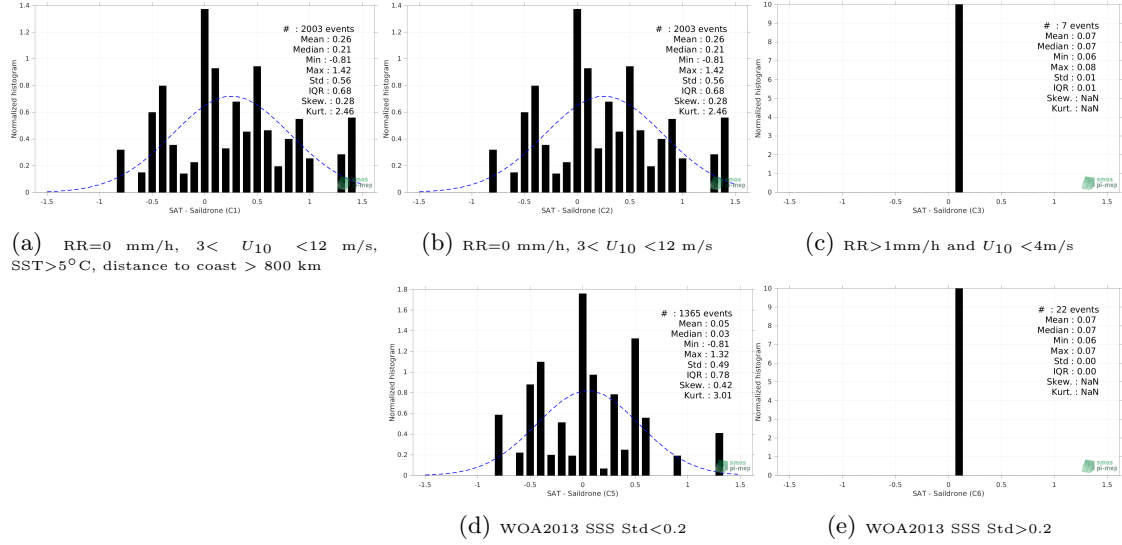 1.4
1.2
1
0.8
0.6
0.4
0.2
0
Normalized histogram
# : 2003 events
Mean : 0.26
Median : 0.21
Min : -0.81
Max : 1.42
Std : 0.56
IQR : 0.68
Skew. : 0.28
Kurt. : 2.46
smos
pi-mep
-1.5 -1 -0.5 0 0.5 1 1.5
SAT - Saildrone (C1)
(a) RR=0 mm/h, 3< U10 <12 m/s,
SST>5°C, distance to coast > 800 km
1.4
1.2
1
0.8
0.6
0.4
0.2
0
Normalized histogram
# : 2003 events
Mean : 0.26
Median : 0.21
Min : -0.81
Max : 1.42
Std : 0.56
IQR : 0.68
Skew. : 0.28
Kurt. : 2.46
smos
pi-mep
-1.5 -1 -0.5 0 0.5 1 1.5
SAT - Saildrone (C2)
(b) RR=0 mm/h, 3< U10 <12 m/s
10
9
8
7
6
5
4
3
2
1
0
Normalized histogram
# : 7 events
Mean : 0.07
Median : 0.07
Min : 0.06
Max : 0.08
Std : 0.01
IQR : 0.01
Skew. : NaN
Kurt. : NaN
smos
pi-mep
-1.5 -1 -0.5 0 0.5 1 1.5
SAT - Saildrone (C3)
(c) RR>1mm/h and U10 <4m/s
1.8
1.6
1.4
1.2
1
0.8
0.6
0.4
0.2
0
Normalized histogram
# : 1365 events
Mean : 0.05
Median : 0.03
Min : -0.81
Max : 1.32
Std : 0.49
IQR : 0.78
Skew. : 0.42
Kurt. : 3.01
smos
pi-mep
-1.5 -1 -0.5 0 0.5 1 1.5
SAT - Saildrone (C5)
(d) WOA2013 SSS Std<0.2
10
9
8
7
6
5
4
3
2
1
0
Normalized histogram
# : 22 events
Mean : 0.07
Median : 0.07
Min : 0.06
Max : 0.07
Std : 0.00
IQR : 0.00
Skew. : NaN
Kurt. : NaN
smos
pi-mep
-1.5 -1 -0.5 0 0.5 1 1.5
SAT - Saildrone (C6)
(e) WOA2013 SSS Std>0.2